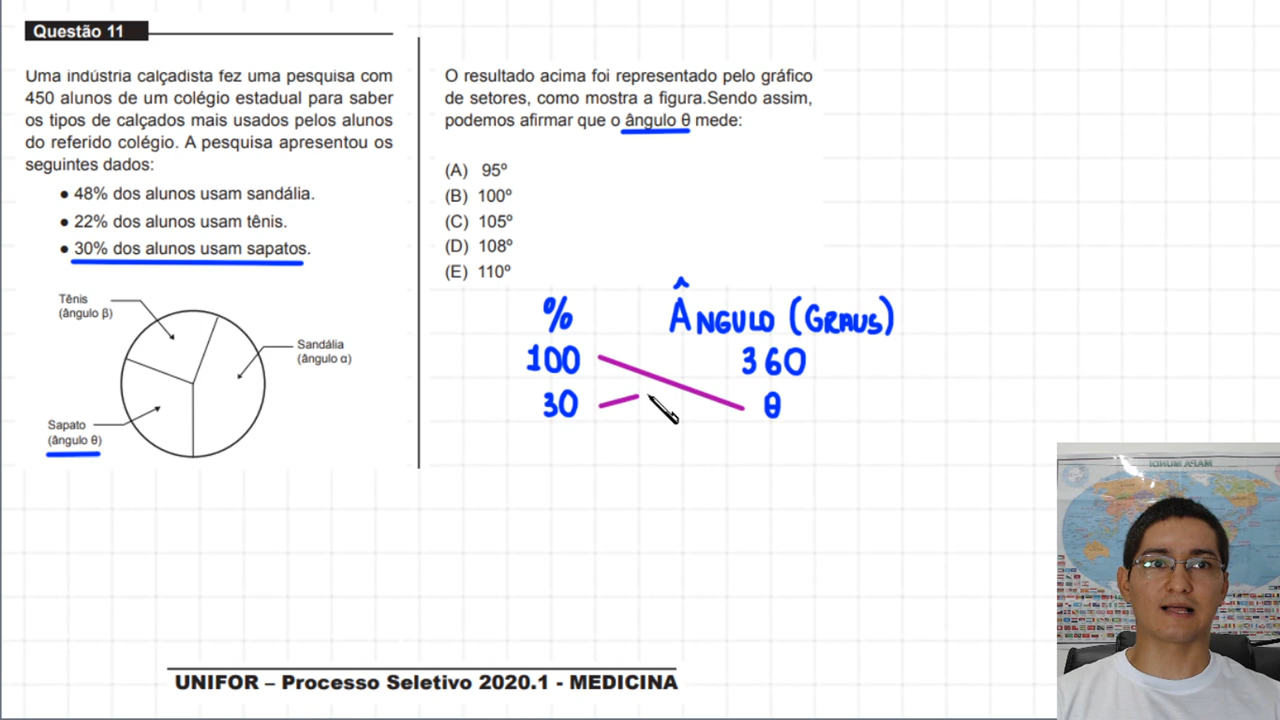 Questão 11
Uma indústria calçadista fez uma pesquisa com
450 alunos de um colégio estadual para saber
os tipos de calçados mais usados pelos alunos
do referido colégio. A pesquisa apresentou os
seguintes dados:
• 48% dos alunos usam sandália.
• 22% dos alunos usam tênis.
• 30% dos alunos usam sapatos.
Tênis
(ângulo β)
Sandália
(ângulo α)
Sapato
(ângulo θ)
O resultado acima foi representado pelo gráfico
de setores, como mostra a figura.Sendo assim,
podemos afirmar que o ângulo θ mede:
(A) 95º
(B) 100º
(C) 105º
(D) 108º
(E) 110º
% ÂNGULO (GRAUS)
100 360
30 θ
MAPA MUNDI
UNIFOR – Processo Seletivo 2020.1 - MEDICINA